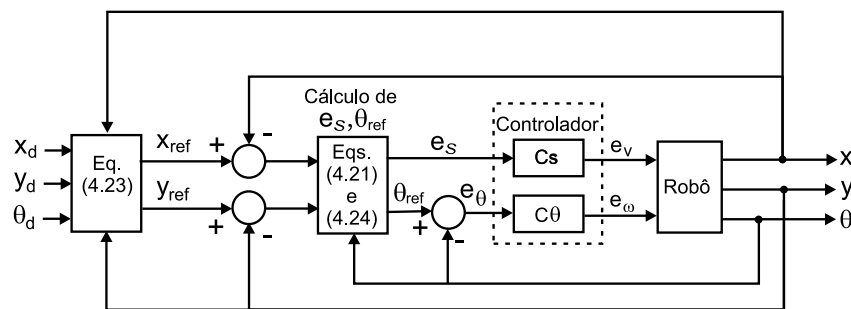 x_d
y_d
θ_d
Eq.
(4.23)
x_ref
y_ref
+
-
+
-
Cálculo de
e_S,θ_ref
Eqs.
(4.21)
e
(4.24)
e_S
θ_ref
+
-
e_θ
Controlador
Cs
Cθ
e_v
e_ω
Robô
x
y
θ